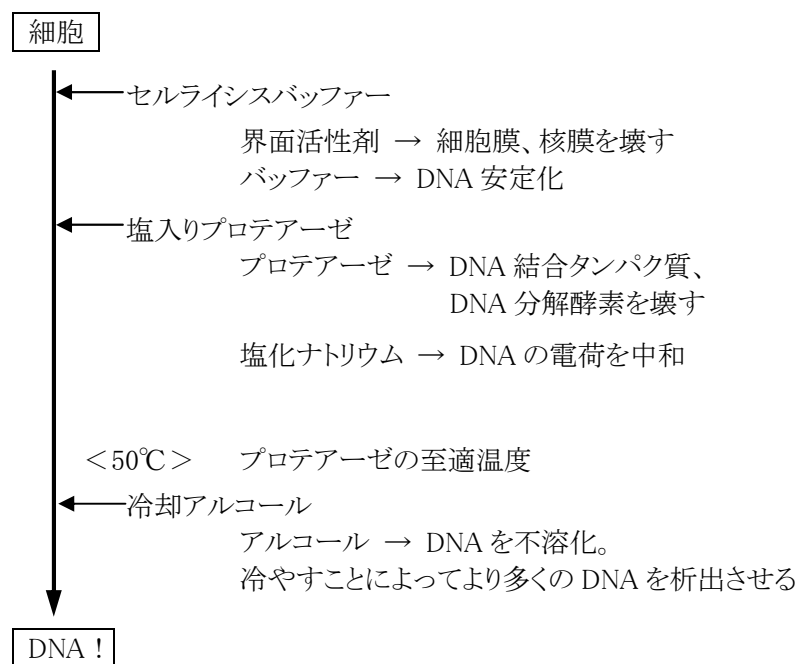 細胞
セルライシスバッファー
界面活性剤 → 細胞膜、核膜を壊す
バッファー → DNA 安定化
塩入りプロテアーゼ
プロテアーゼ → DNA 結合タンパク質、
DNA 分解酵素を壊す
塩化ナトリウム → DNA の電荷を中和
＜50℃＞ プロテアーゼの至適温度
冷却アルコール
アルコール → DNA を不溶化。
冷やすことによってより多くの DNA を析出させる
DNA！